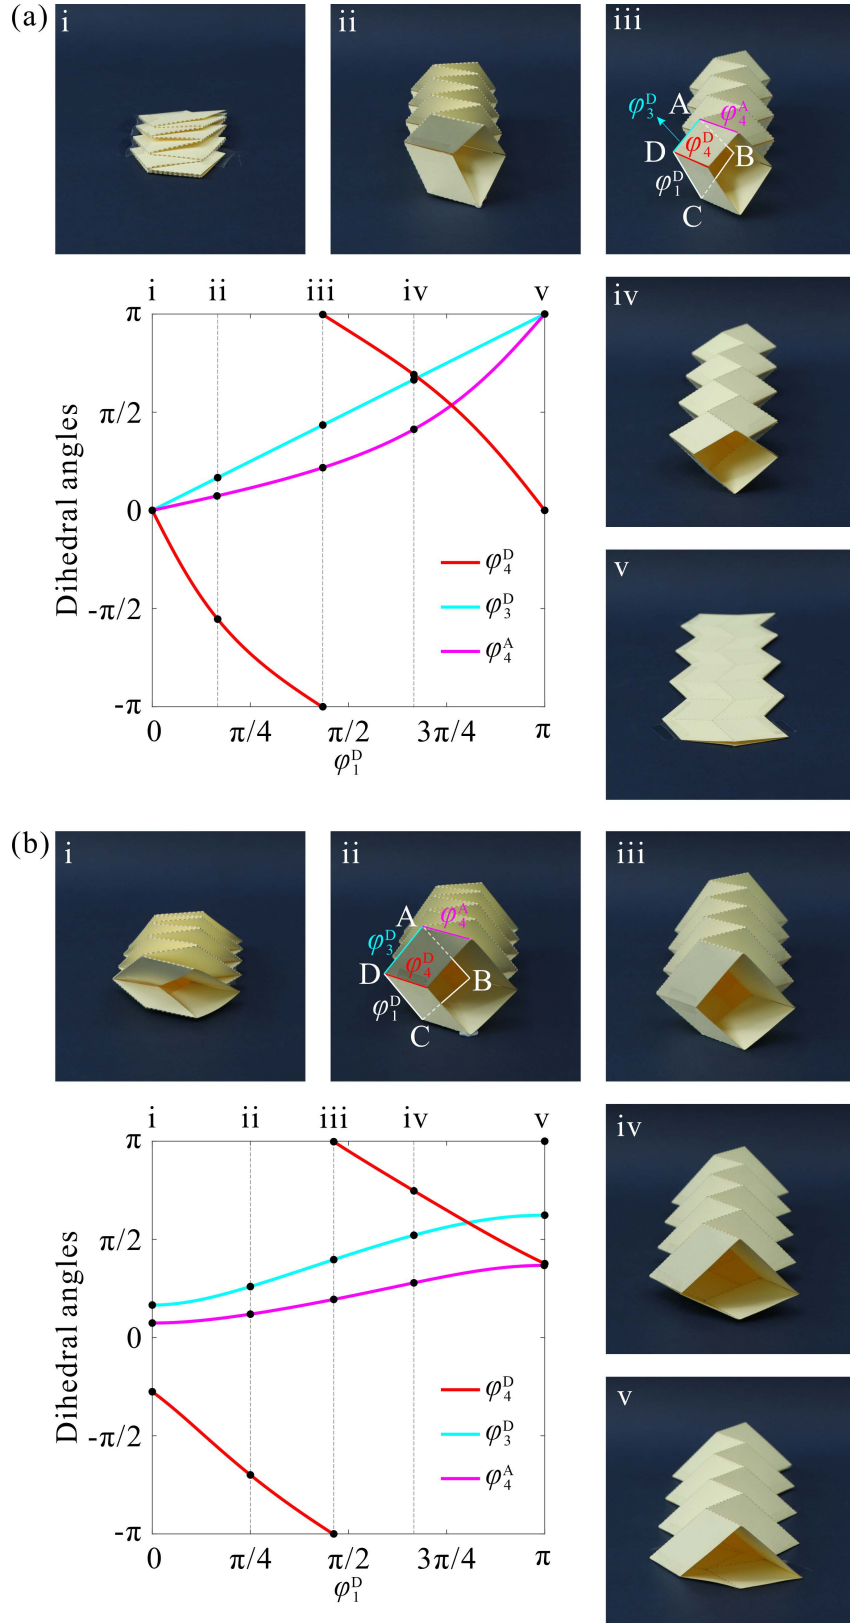 (a)
i
ii
iii
φ₃ᴰ
A
φ₄ᴬ
D
φ₄ᴰ
B
φ₁ᴰ
C
i ii iii iv v
π
π/2
0
-π/2
-π
Dihedral angles
φ₄ᴰ
φ₃ᴰ
φ₄ᴬ
0 π/4 π/2 3π/4 π
φ₁ᴰ
iv
v
(b)
i
ii
A
φ₄ᴬ
φ₃ᴰ
D
φ₄ᴰ
B
φ₁ᴰ
C
iii
i ii iii iv v
π
π/2
0
-π/2
-π
Dihedral angles
φ₄ᴰ
φ₃ᴰ
φ₄ᴬ
0 π/4 π/2 3π/4 π
φ₁ᴰ
iv
v